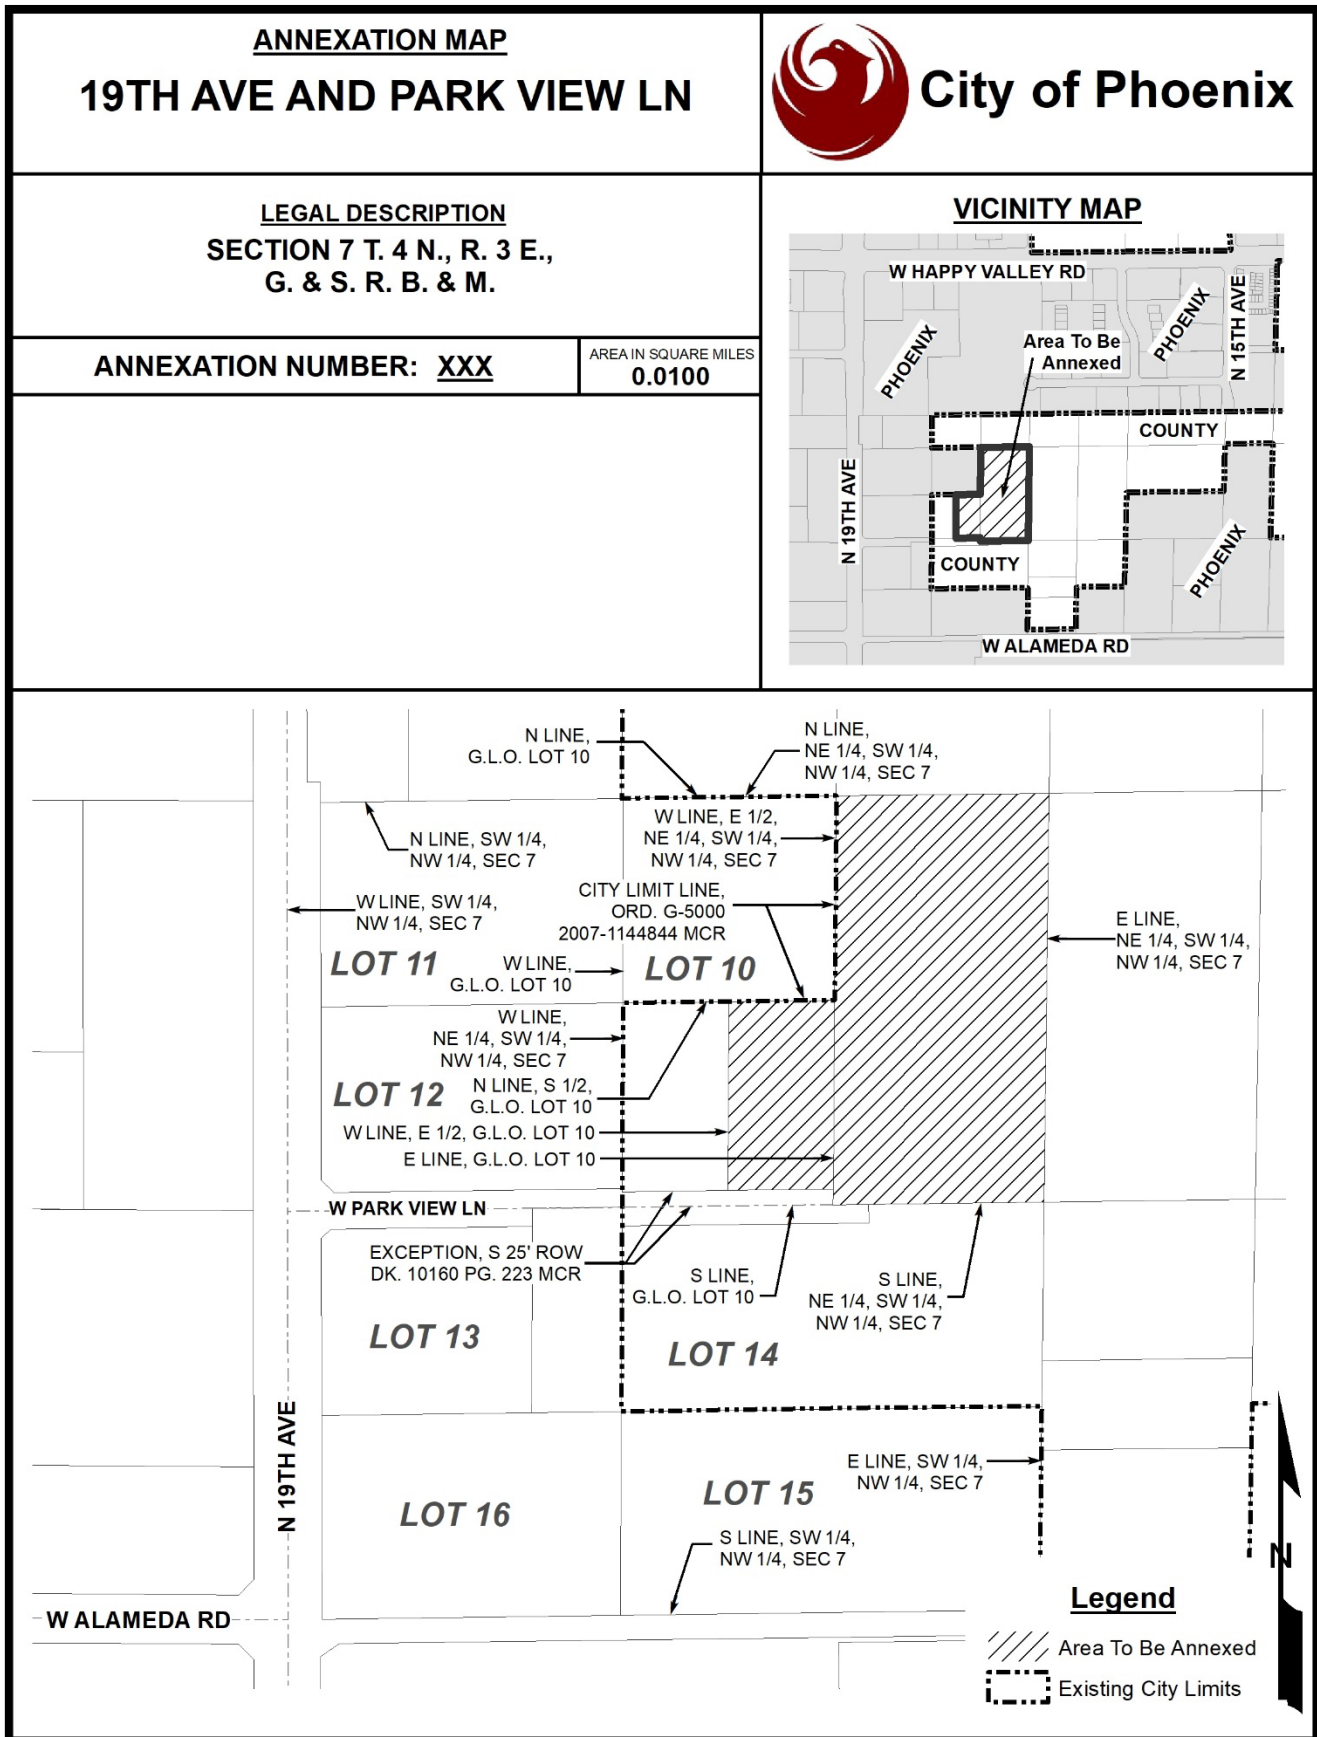 ANNEXATION MAP
19TH AVE AND PARK VIEW LN
City of Phoenix
LEGAL DESCRIPTION
SECTION 7 T. 4 N., R. 3 E.,
G. & S. R. B. & M.
ANNEXATION NUMBER: XXX
AREA IN SQUARE MILES
0.0100
VICINITY MAP
W HAPPY VALLEY RD
PHOENIX
Area To Be
Annexed
PHOENIX
N 15TH AVE
COUNTY
N 19TH AVE
COUNTY
PHOENIX
W ALAMEDA RD
N LINE,
G.L.O. LOT 10
N LINE,
NE 1/4, SW 1/4,
NW 1/4, SEC 7
N LINE, SW 1/4,
NW 1/4, SEC 7
W LINE, E 1/2,
NE 1/4, SW 1/4,
NW 1/4, SEC 7
W LINE, SW 1/4,
NW 1/4, SEC 7
CITY LIMIT LINE,
ORD. G-5000
2007-1144844 MCR
E LINE,
NE 1/4, SW 1/4,
NW 1/4, SEC 7
LOT 11
W LINE,
G.L.O. LOT 10
LOT 10
W LINE,
NE 1/4, SW 1/4,
NW 1/4, SEC 7
LOT 12
N LINE, S 1/2,
G.L.O. LOT 10
W LINE, E 1/2, G.L.O. LOT 10
E LINE, G.L.O. LOT 10
W PARK VIEW LN
EXCEPTION, S 25' ROW
DK. 10160 PG. 223 MCR
S LINE,
G.L.O. LOT 10
S LINE,
NE 1/4, SW 1/4,
NW 1/4, SEC 7
LOT 13
LOT 14
N 19TH AVE
E LINE, SW 1/4,
NW 1/4, SEC 7
LOT 16
LOT 15
S LINE, SW 1/4,
NW 1/4, SEC 7
N
W ALAMEDA RD
Legend
Area To Be Annexed
Existing City Limits